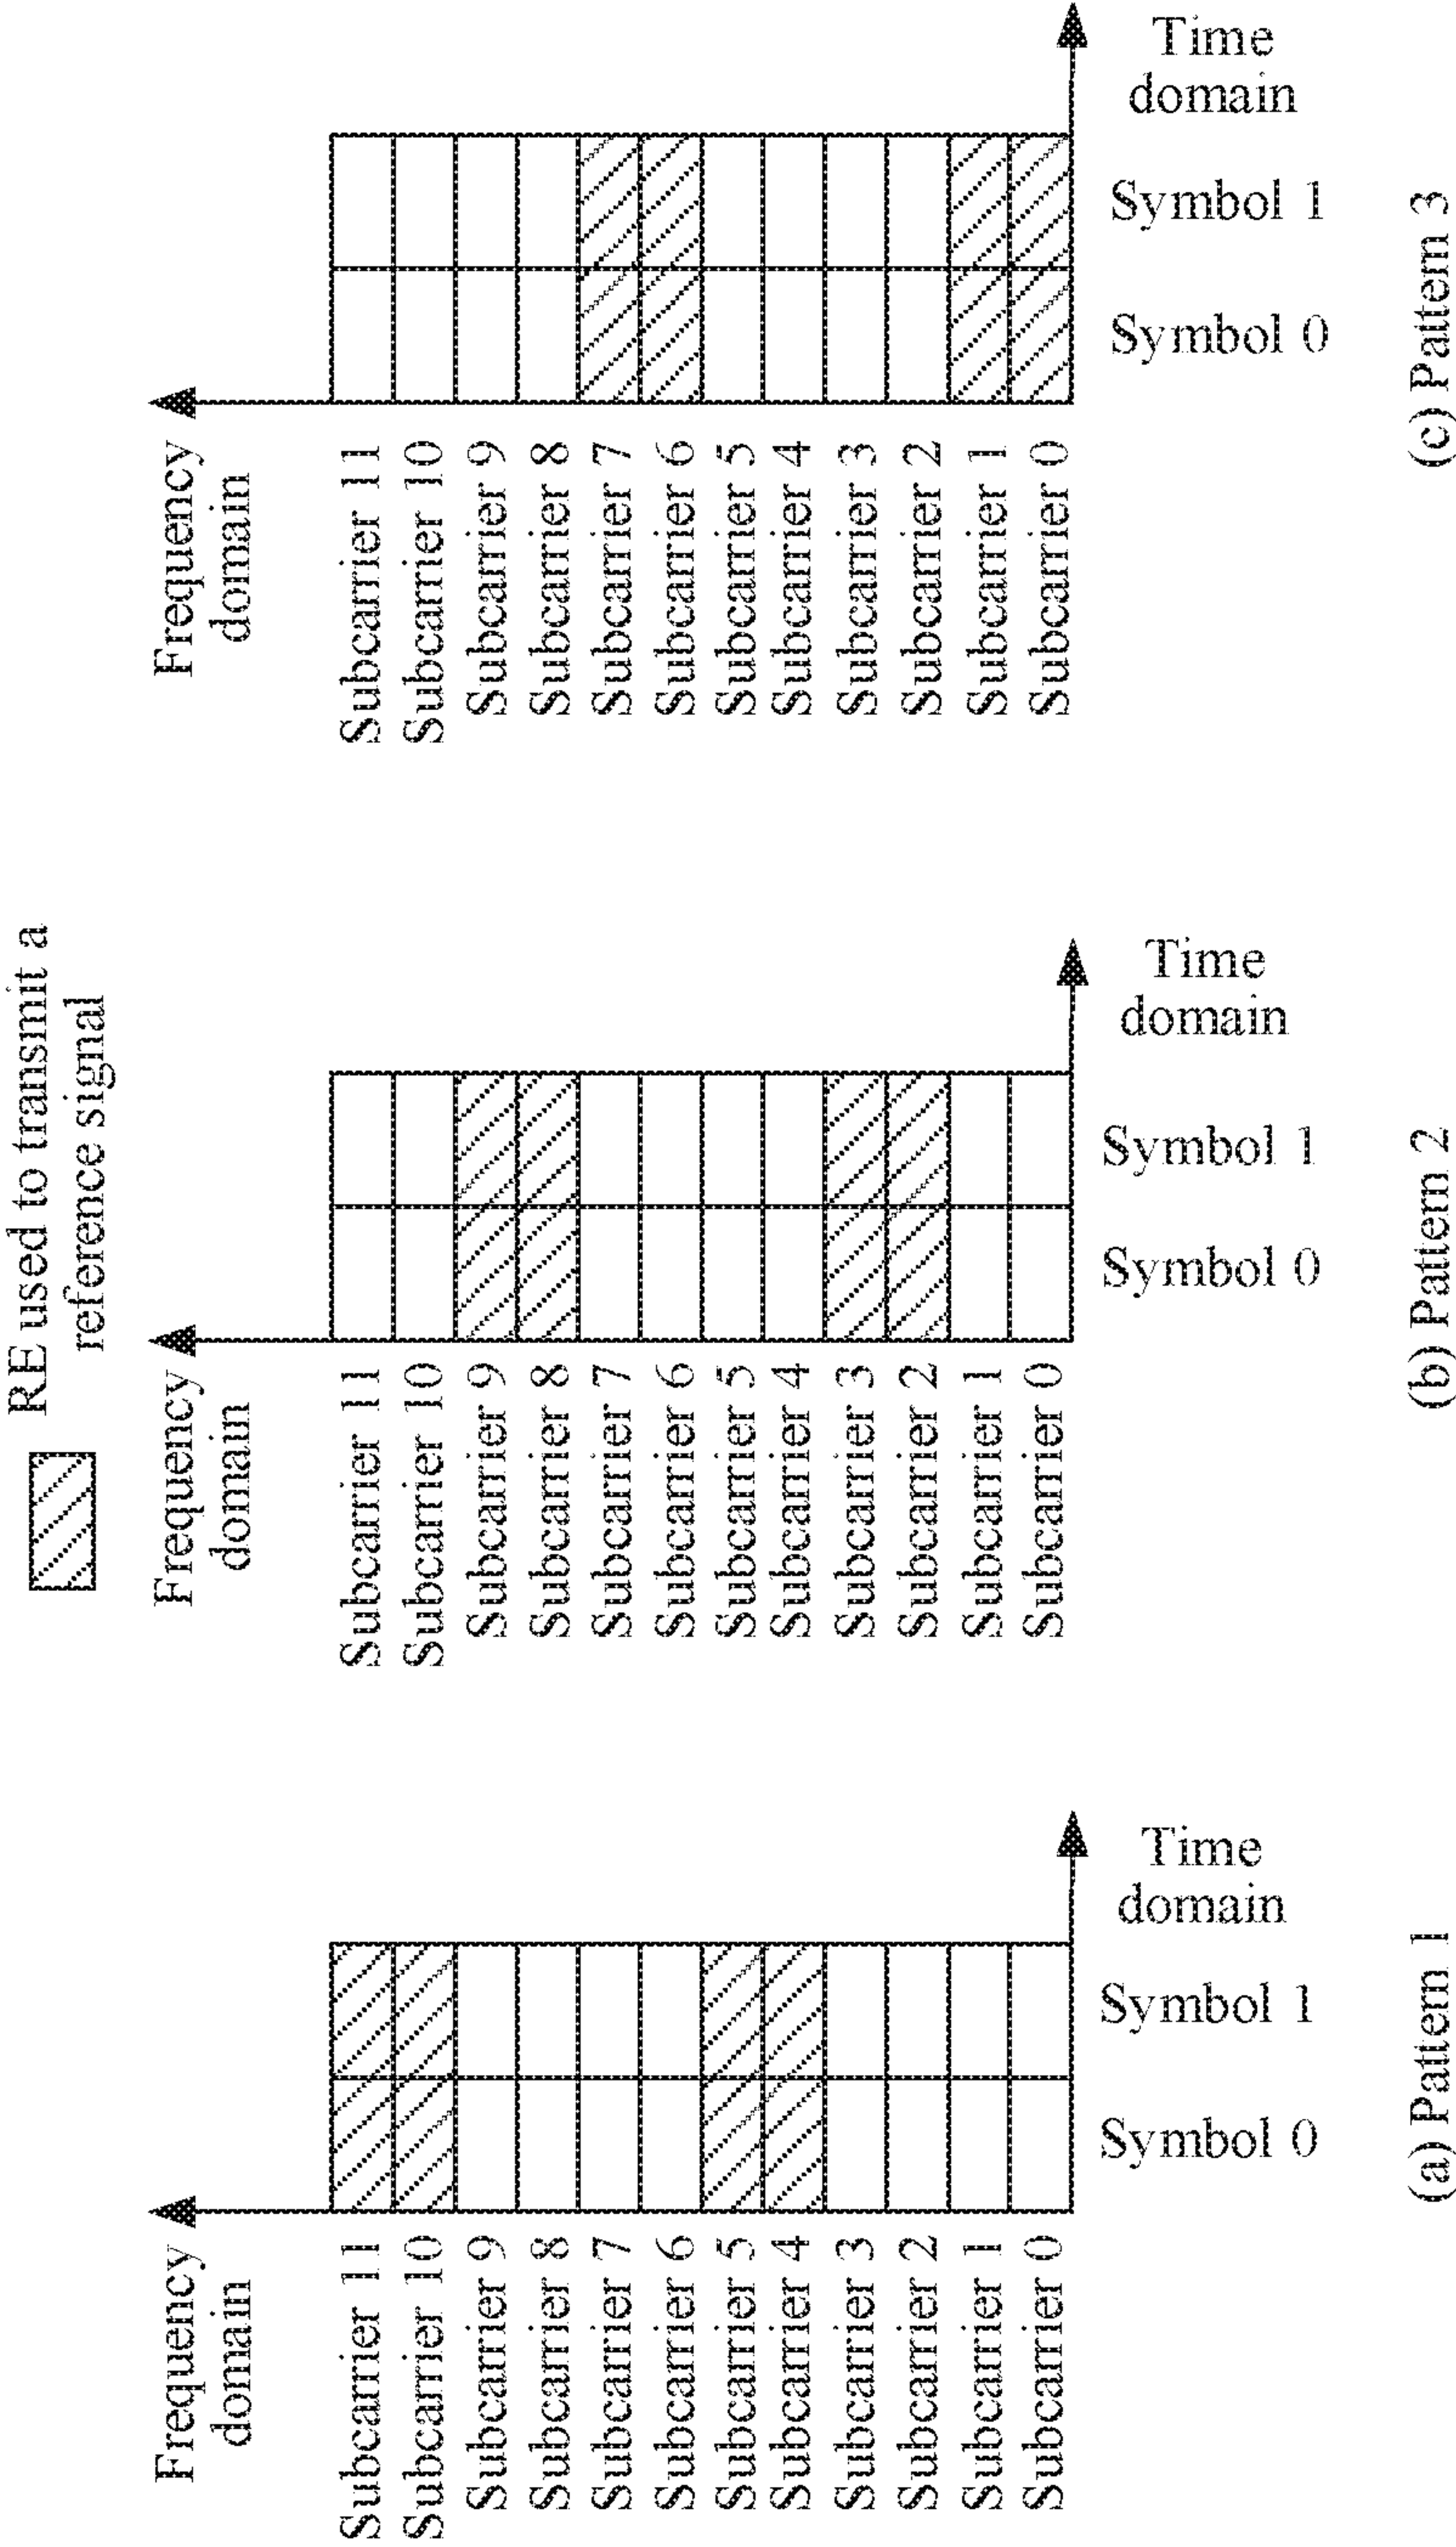 RE used to transmit a
reference signal
Frequency
domain
Subcarrier 11
Subcarrier 10
Subcarrier 9
Subcarrier 8
Subcarrier 7
Subcarrier 6
Subcarrier 5
Subcarrier 4
Subcarrier 3
Subcarrier 2
Subcarrier 1
Subcarrier 0
Symbol 0
Symbol 1
Time
domain
(a) Pattern 1
Frequency
domain
Subcarrier 11
Subcarrier 10
Subcarrier 9
Subcarrier 8
Subcarrier 7
Subcarrier 6
Subcarrier 5
Subcarrier 4
Subcarrier 3
Subcarrier 2
Subcarrier 1
Subcarrier 0
Symbol 0
Symbol 1
Time
domain
(b) Pattern 2
Frequency
domain
Subcarrier 11
Subcarrier 10
Subcarrier 9
Subcarrier 8
Subcarrier 7
Subcarrier 6
Subcarrier 5
Subcarrier 4
Subcarrier 3
Subcarrier 2
Subcarrier 1
Subcarrier 0
Symbol 0
Symbol 1
Time
domain
(c) Pattern 3